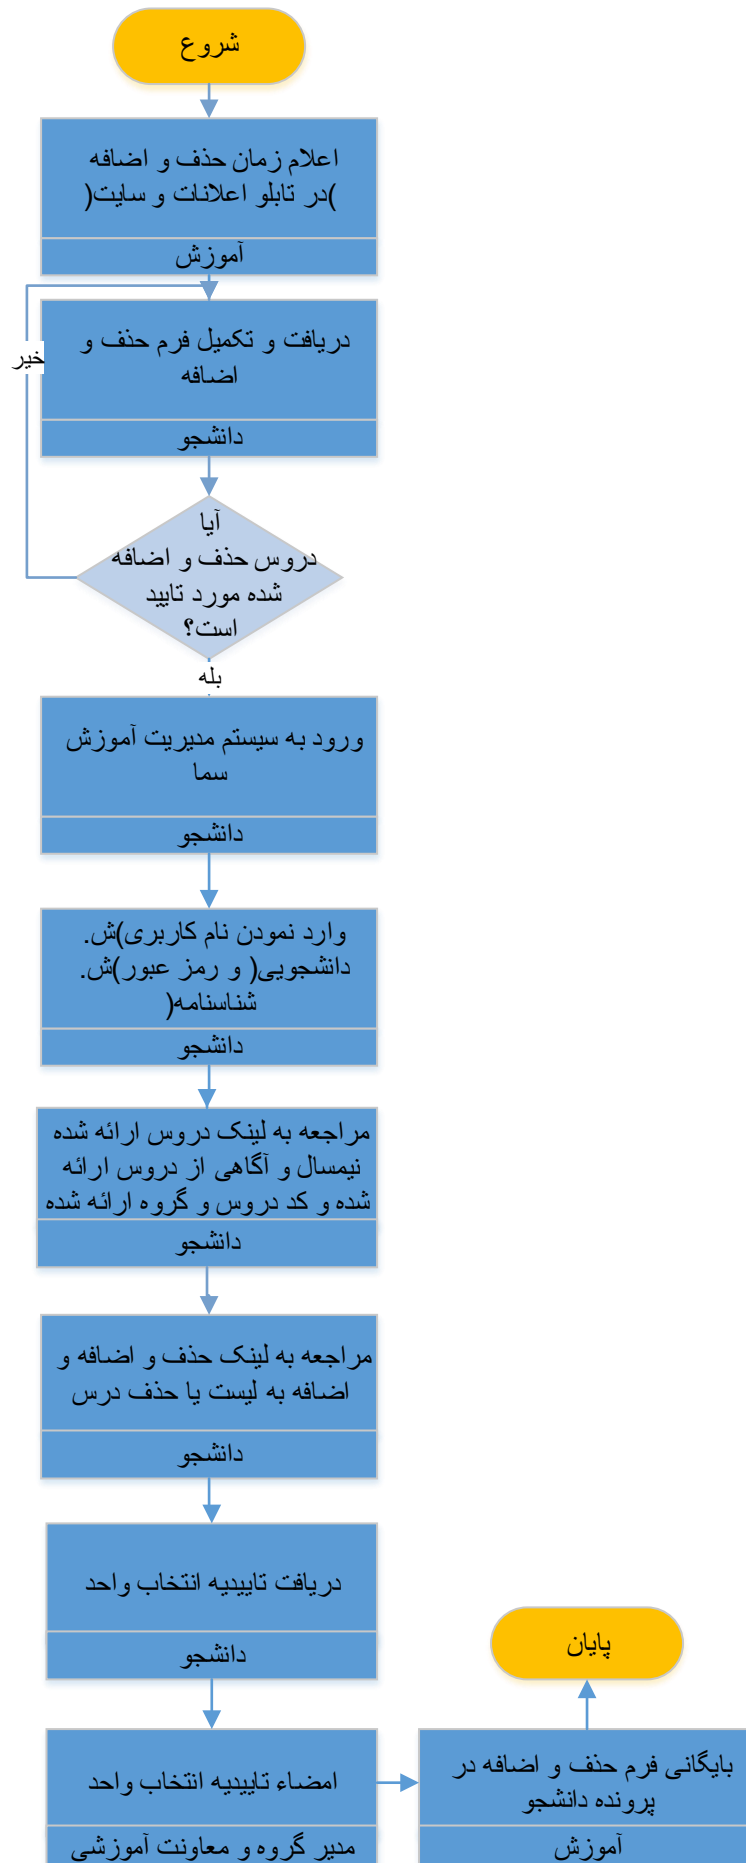 شروع
اعلام زمان حذف و اضافه
)در تابلو اعلانات و سایت(
آموزش
دریافت و تکمیل فرم حذف و
اضافه
دانشجو
خیر
آیا
دروس حذف و اضافه
شده مورد تایید
است؟
بله
ورود به سیستم مدیریت آموزش
سما
دانشجو
وارد نمودن نام کاربری)ش.
دانشجویی( و رمز عبور)ش.
شناسنامه(
دانشجو
مراجعه به لینک دروس ارائه شده
نیمسال و آگاهی از دروس ارائه
شده و کد دروس و گروه ارائه شده
دانشجو
مراجعه به لینک حذف و اضافه و
اضافه به لیست یا حذف درس
دانشجو
دریافت تاییدیه انتخاب واحد
دانشجو
امضاء تاییدیه انتخاب واحد
مدیر گروه و معاونت آموزشی
بایگانی فرم حذف و اضافه در
پرونده دانشجو
آموزش
پایان